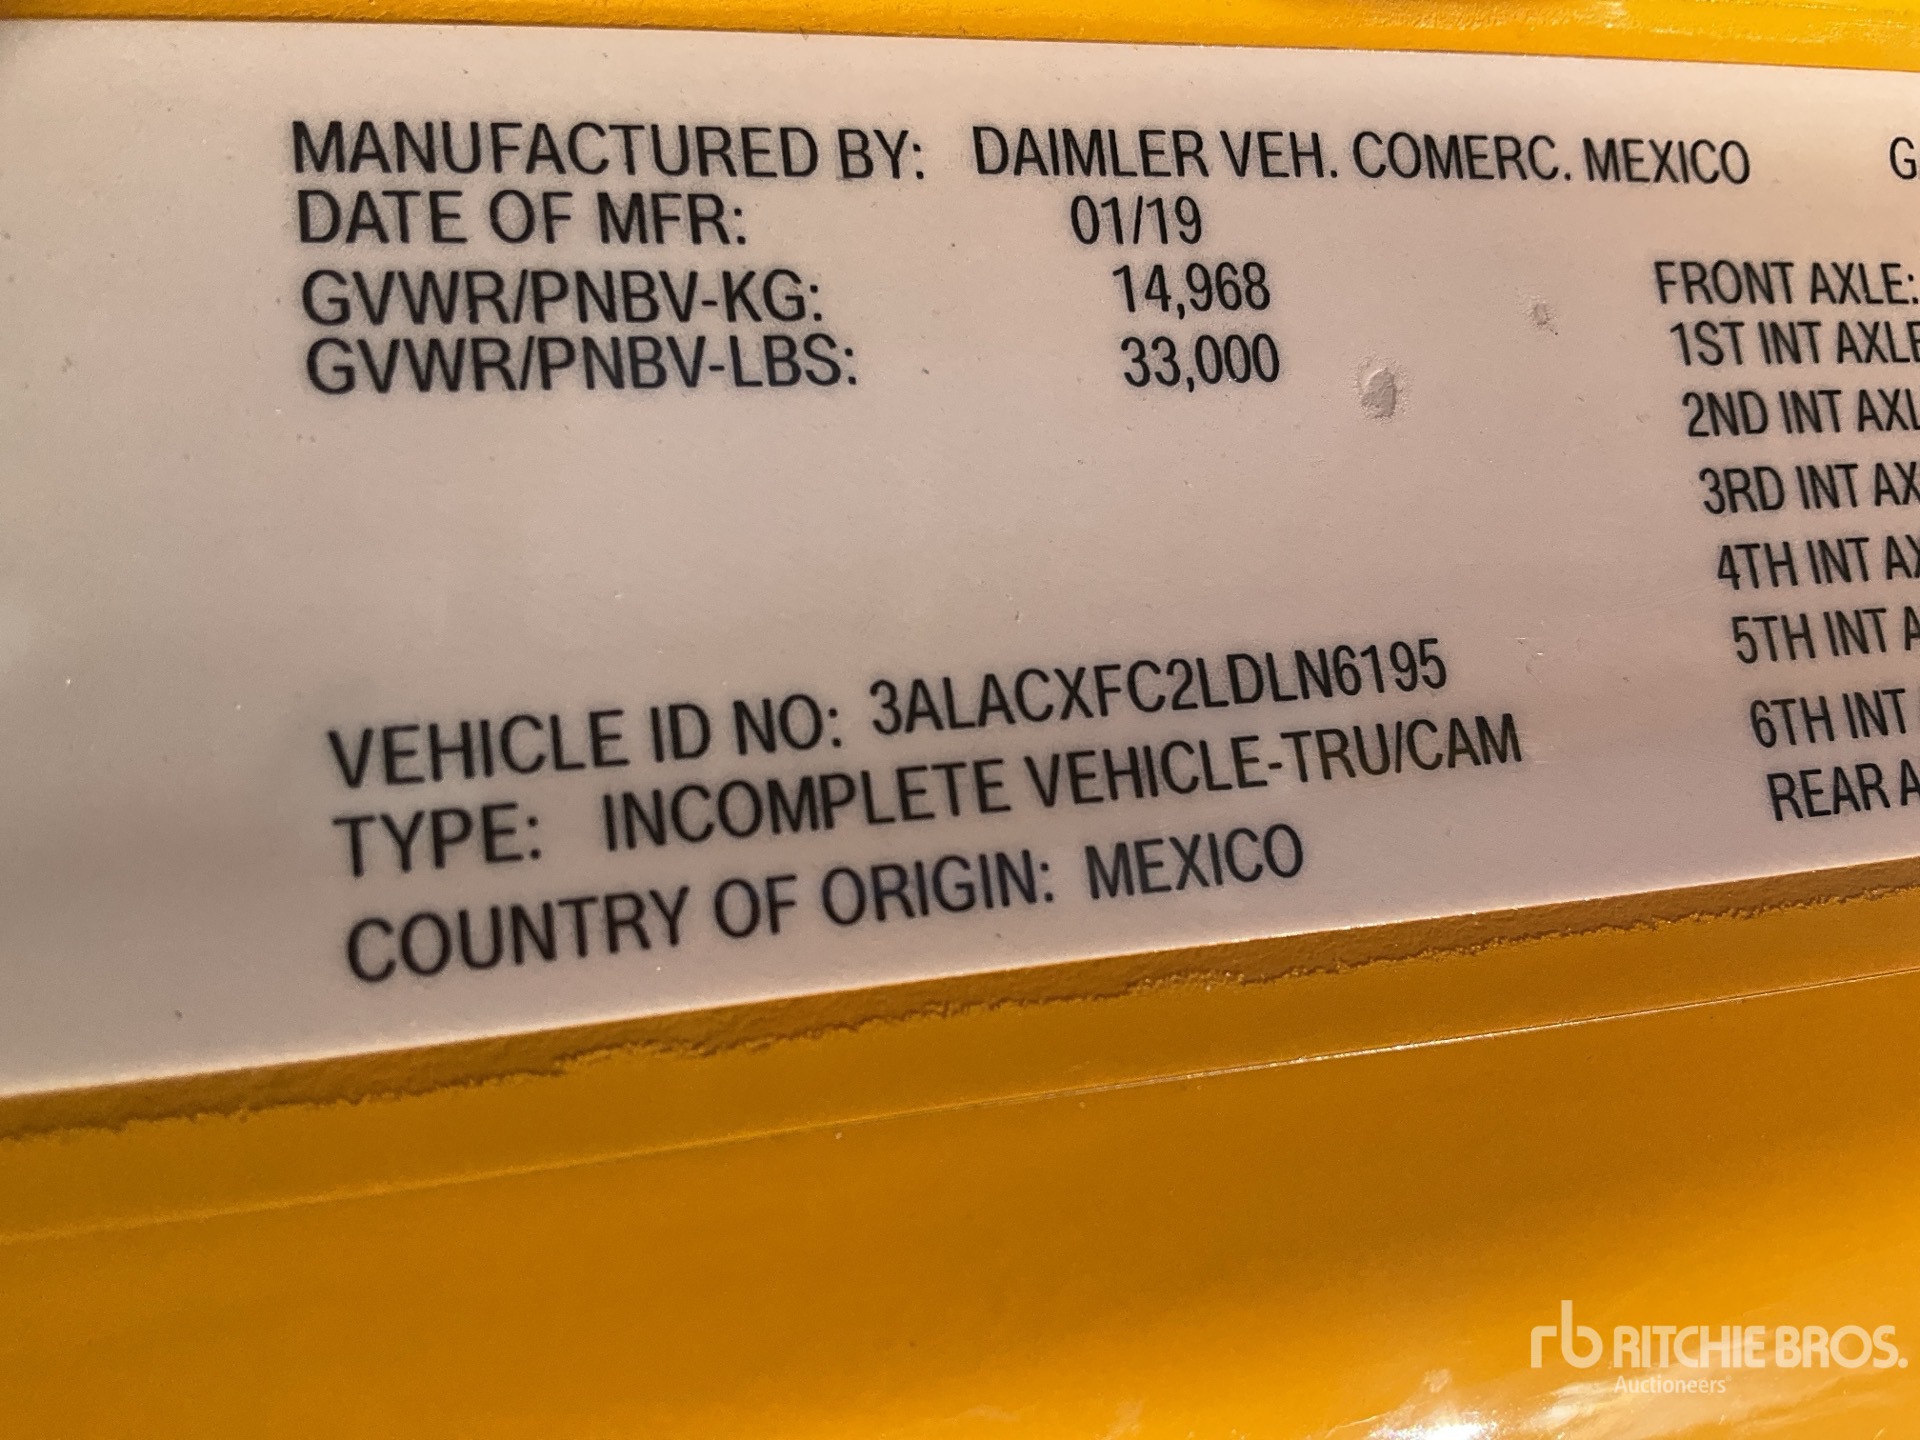 MANUFACTURED BY: DAIMLER VEH. COMERC. MEXICO G
DATE OF MFR: 01/19
GVWR/PNBV-KG: 14,968
GVWR/PNBV-LBS: 33,000
FRONT AXLE:
1ST INT AXLE
2ND INT AXL
3RD INT AX
4TH INT AX
5TH INT A
6TH INT
REAR A
VEHICLE ID NO: 3ALACXFC2LDLN6195
TYPE: INCOMPLETE VEHICLE-TRU/CAM
COUNTRY OF ORIGIN: MEXICO
rb RITCHIE BROS.
Auctioneers